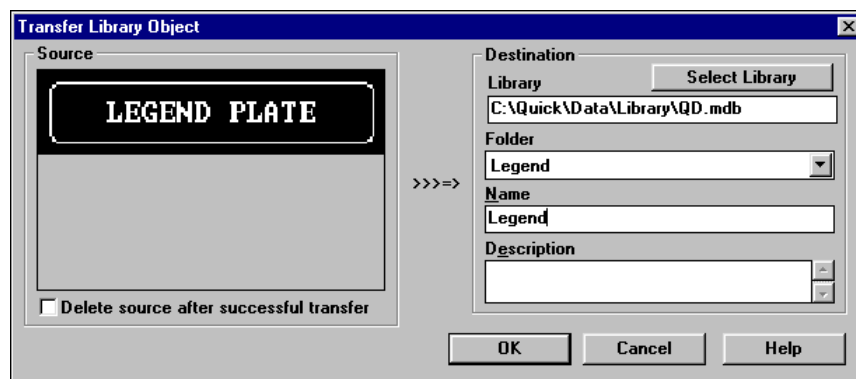 Transfer Library Object
Source
LEGEND PLATE
Delete source after successful transfer
>>>=>
Destination
Library
Select Library
C:\Quick\Data\Library\QD.mdb
Folder
Legend
Name
Legend
Description
OK Cancel Help